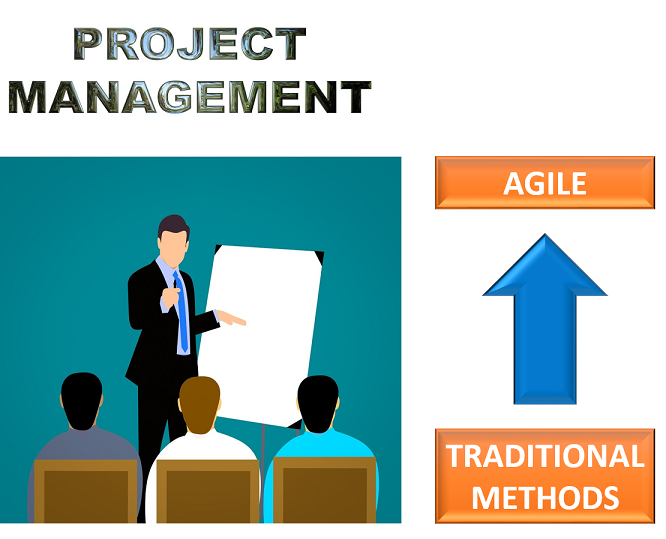 PROJECT
MANAGEMENT
AGILE
TRADITIONAL
METHODS